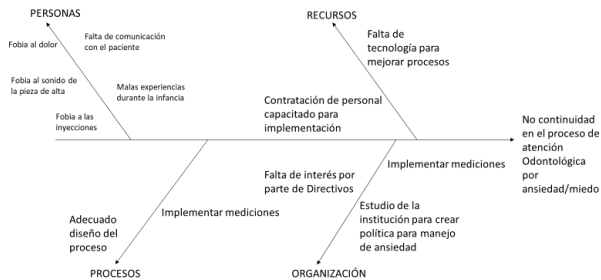 PERSONAS
Falta de comunicación
con el paciente
Fobia al dolor
Fobia al sonido de
la pieza de alta
Malas experiencias
durante la infancia
Fobia a las
inyecciones
RECURSOS
Falta de
tecnología para
mejorar procesos
Contratación de personal
capacitado para
implementación
No continuidad
en el proceso de
atención
Odontológica
por
ansiedad/miedo
Adecuado
diseño del
proceso
Implementar mediciones
PROCESOS
Falta de interés por
parte de Directivos
Implementar mediciones
Estudio de la
institución para crear
política para manejo
de ansiedad
ORGANIZACIÓN